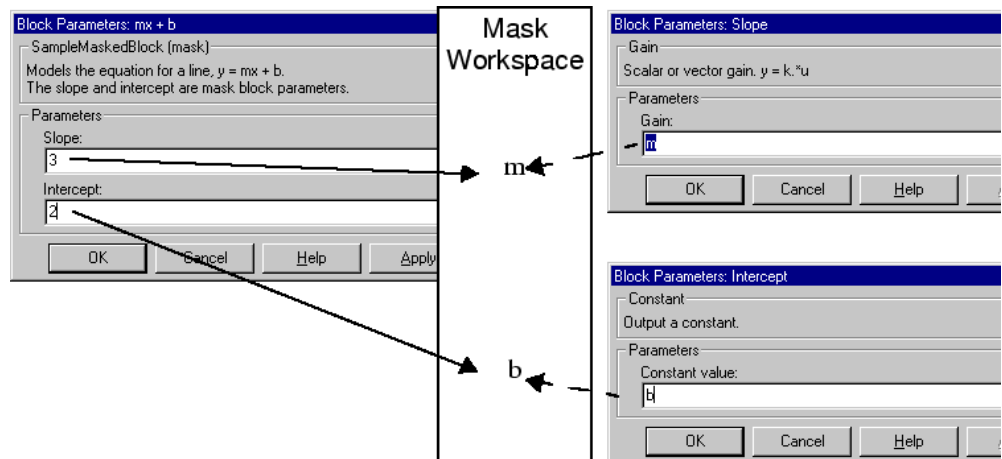 Block Parameters: mx + b
SampleMaskedBlock (mask)
Models the equation for a line, y = mx + b.
The slope and intercept are mask block parameters.
Parameters
Slope:
3
Intercept:
2
OK Cancel Help Apply
Mask
Workspace
m
b
Block Parameters: Slope
Gain
Scalar or vector gain. y = k.*u
Parameters
Gain:
m
OK Cancel Help
Block Parameters: Intercept
Constant
Output a constant.
Parameters
Constant value:
b
OK Cancel Help